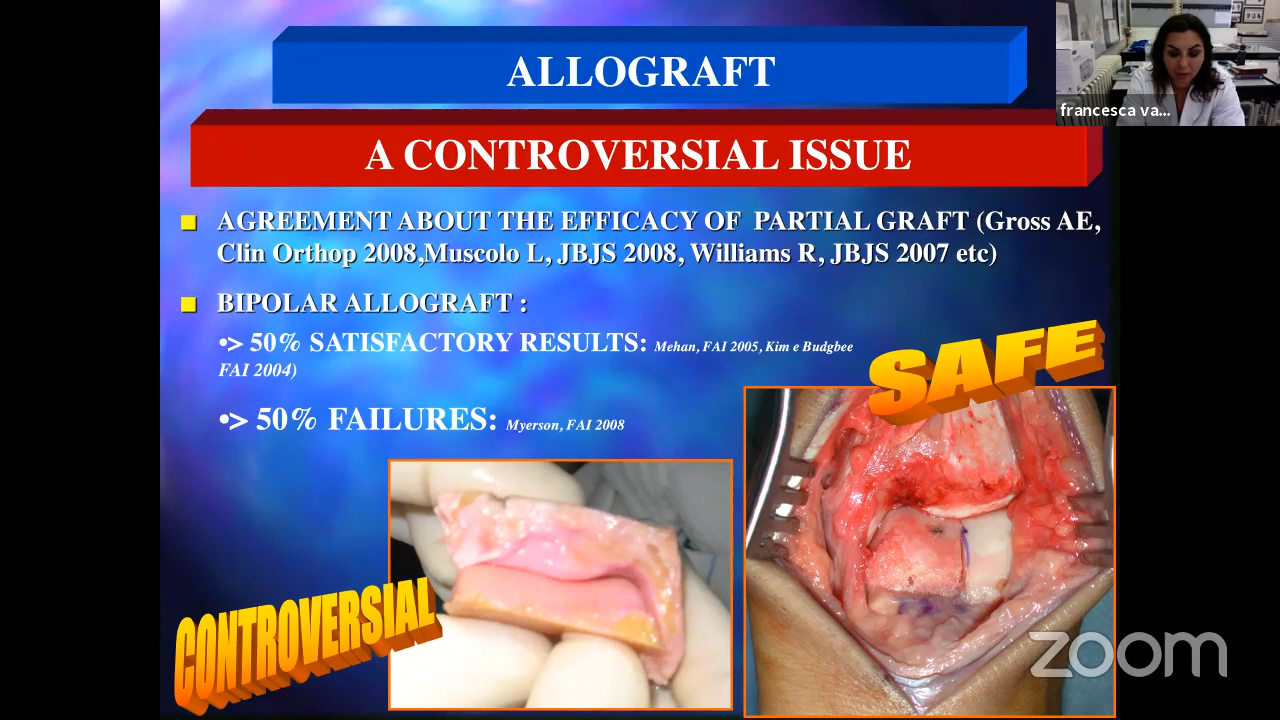 ALLOGRAFT
francesca va...
A CONTROVERSIAL ISSUE
AGREEMENT ABOUT THE EFFICACY OF PARTIAL GRAFT (Gross AE,
Clin Orthop 2008,Muscolo L, JBJS 2008, Williams R, JBJS 2007 etc)
BIPOLAR ALLOGRAFT :
•> 50% SATISFACTORY RESULTS: Mehan, FAI 2005, Kim e Budgbee
FAI 2004)
SAFE
•> 50% FAILURES: Myerson, FAI 2008
CONTROVERSIAL
zoom